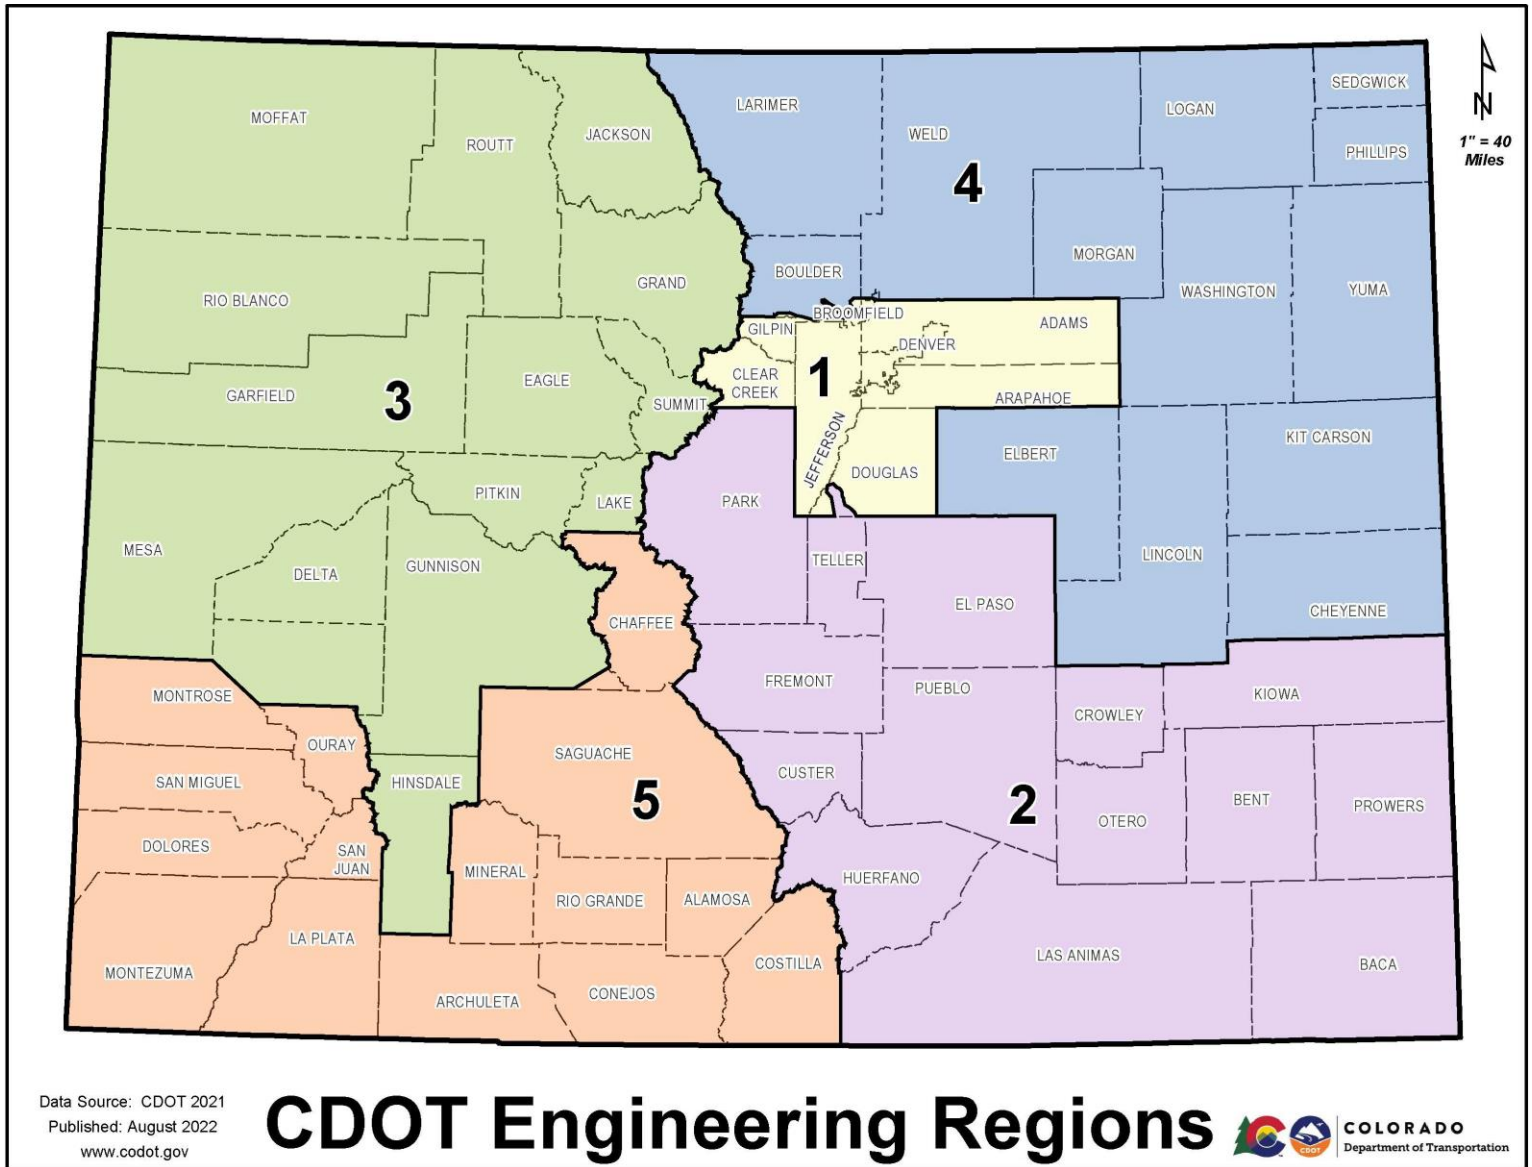 MOFFAT
ROUTT
JACKSON
LARIMER
WELD
LOGAN
SEDGWICK
PHILLIPS
N
1" = 40
Miles
4
RIO BLANCO
GRAND
BOULDER
MORGAN
WASHINGTON
YUMA
GILPIN
BROOMFIELD
ADAMS
DENVER
GARFIELD
3
EAGLE
SUMMIT
CLEAR
CREEK
1
ARAPAHOE
JEFFERSON
DOUGLAS
ELBERT
KIT CARSON
MESA
PITKIN
LAKE
PARK
DELTA
GUNNISON
TELLER
LINCOLN
CHAFFEE
EL PASO
CHEYENNE
MONTROSE
FREMONT
PUEBLO
CROWLEY
KIOWA
OURAY
SAN MIGUEL
HINSDALE
SAGUACHE
5
CUSTER
2
OTERO
BENT
PROWERS
DOLORES
SAN
JUAN
MINERAL
RIO GRANDE
ALAMOSA
HUERFANO
LA PLATA
MONTEZUMA
ARCHULETA
CONEJOS
COSTILLA
LAS ANIMAS
BACA
Data Source: CDOT 2021
Published: August 2022
www.codot.gov
CDOT Engineering Regions
CDOT
COLORADO
Department of Transportation